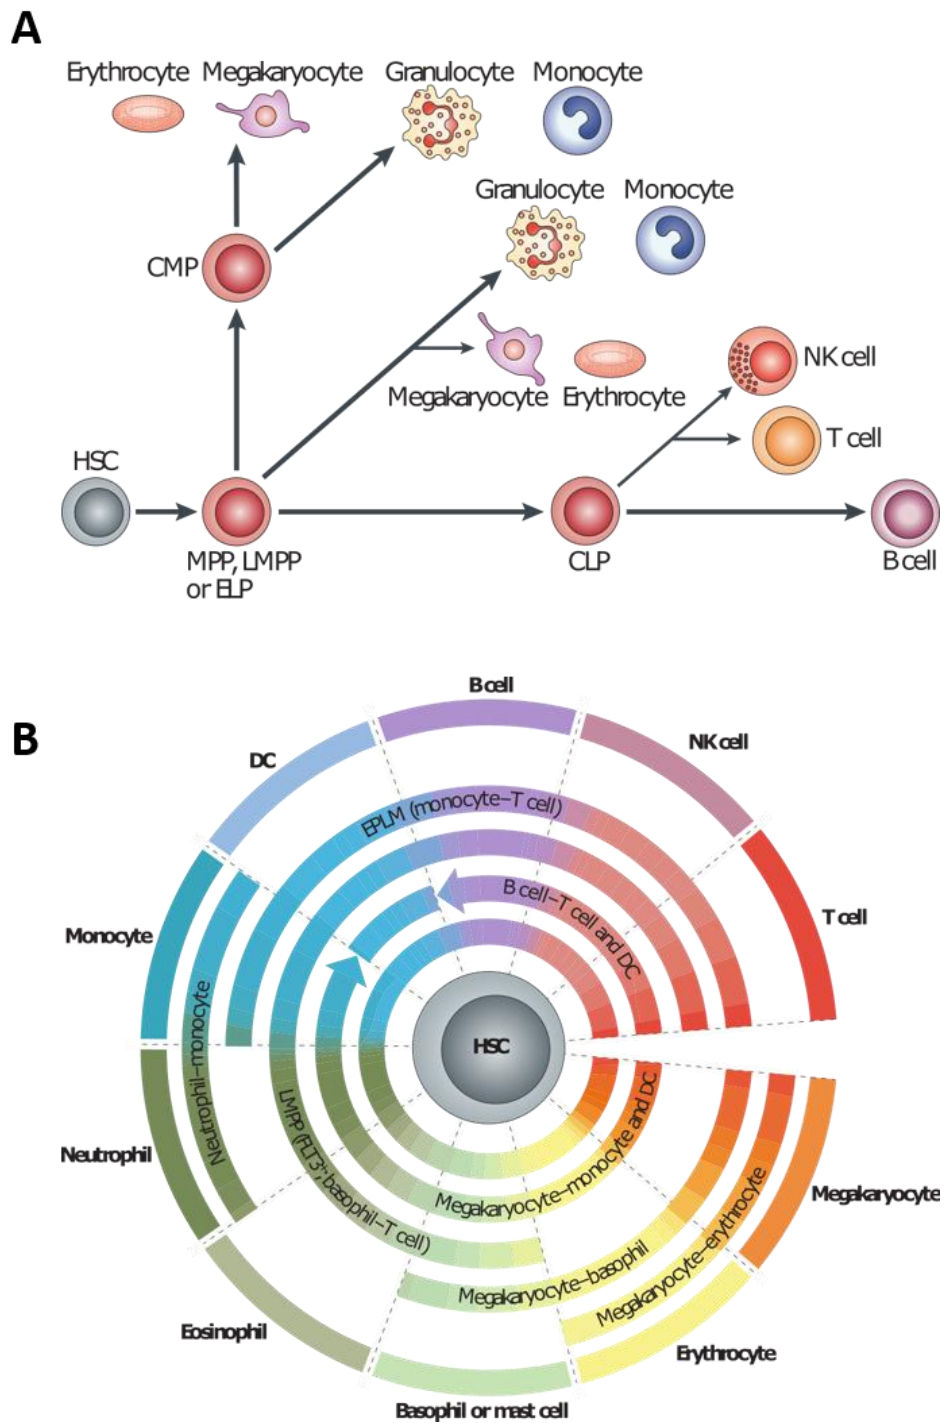 A
Erythrocyte Megakaryocyte Granulocyte Monocyte
Granulocyte Monocyte
CMP
NK cell
Megakaryocyte Erythrocyte
T cell
HSC
MPP, LMPP
or ELP
CLP
B cell
B
B cell
DC
NK cell
EPLM (monocyte–T cell)
B cell–T cell and DC
T cell
Monocyte
HSC
Neutrophil–monocyte
LMPP (FLT3hi; basophil–T cell)
Megakaryocyte–monocyte and DC
Neutrophil
Megakaryocyte
Megakaryocyte–basophil
Megakaryocyte–erythrocyte
Eosinophil
Erythrocyte
Basophil or mast cell